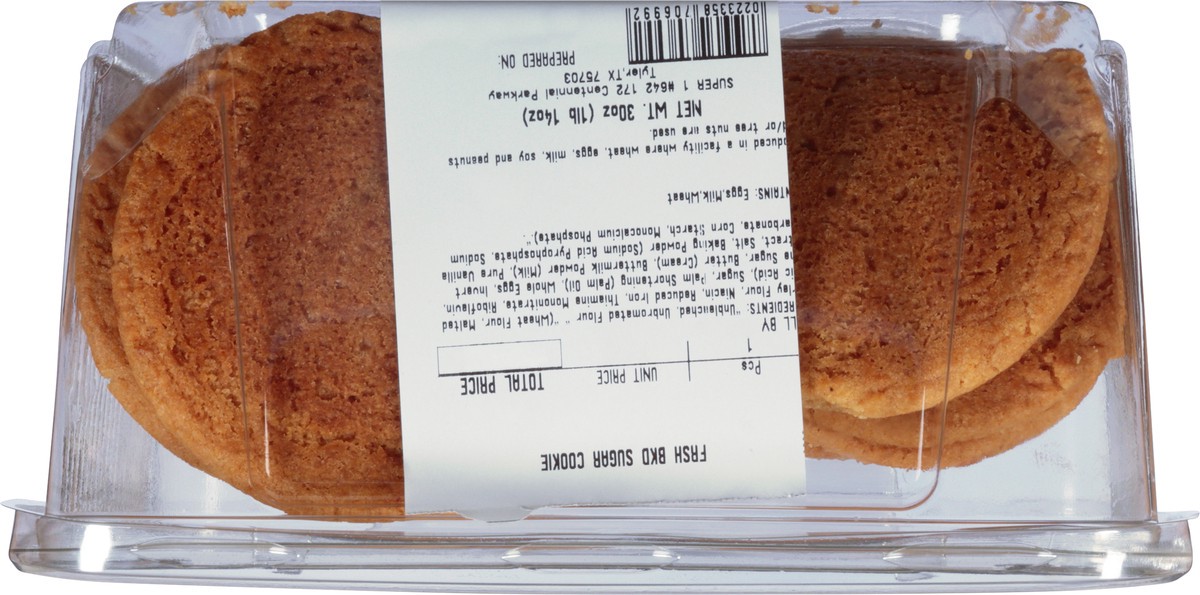 FRSH BKD SUGAR COOKIE
Pcs UNIT PRICE TOTAL PRICE
1
LL BY
REDIENTS: "Unbleached. Unbromated Flour " "(Wheat Flour, Malted
rley Flour, Niacin, Iron, Reduced, Thiamine Mononitrate, Riboflavin,
ic Acid), Sugar, Palm Shortening (Palm Oil), Whole Eggs, Invert
ne Sugar, Butter (Cream), Buttermilk Powder (Milk), Pure Vanilla
tract, Salt, Baking Powder (Sodium Acid Pyrophosphate, Sodium
arbonate, Corn Starch, Monocalcium Phosphate)."."
NTAINS: Eggs,Milk,Wheat
duced in a facility where wheat, eggs, milk, soy and peanuts
d/or tree nuts are used.
NET WT. 30oz (1lb 14oz)
SUPER 1 #642 172 Centennial Parkway
Tyler,TX 75703
PREPARED ON:
0223358 706992